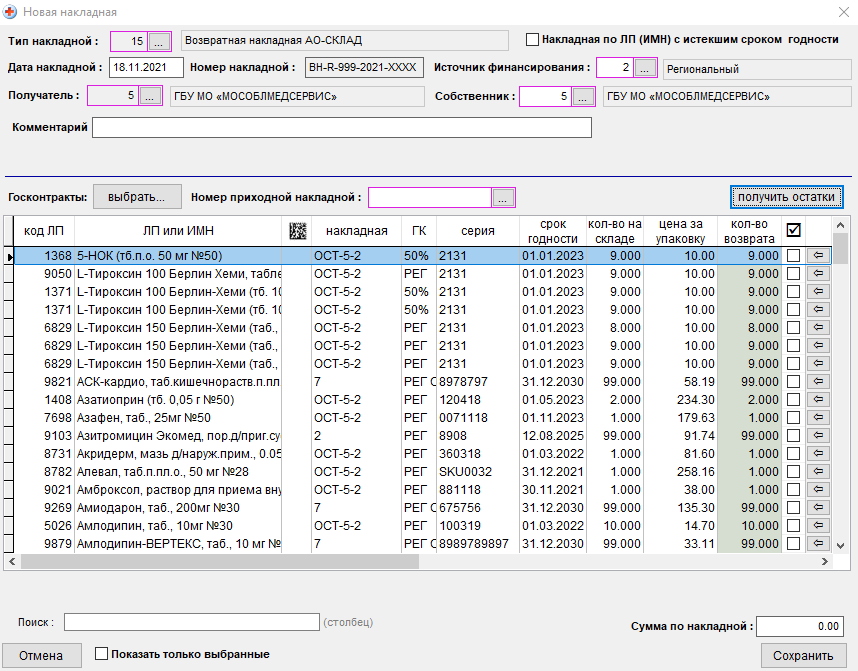 Новая накладная
Тип накладной : 15 ... Возвратная накладная АО-СКЛАД Накладная по ЛП (ИМН) с истекшим сроком годности
Дата накладной : 18.11.2021 Номер накладной : ВН-R-999-2021-XXXX Источник финансирования : 2 ... Региональный
Получатель : 5 ... ГБУ МО «МОСОБЛМЕДСЕРВИС» Собственник : 5 ... ГБУ МО «МОСОБЛМЕДСЕРВИС»
Комментарий
Госконтракты: выбрать... Номер приходной накладной : ... получить остатки
код ЛП ЛП или ИМН накладная ГК серия срок годности кол-во на складе цена за упаковку кол-во возврата
1368 5-НОК (тб.п.о. 50 мг №50) ОСТ-5-2 50% 2131 01.01.2023 9.000 10.00 9.000
9050 L-Тироксин 100 Берлин Хеми, табле ОСТ-5-2 РЕГ 2131 01.01.2023 9.000 10.00 9.000
1371 L-Тироксин 100 Берлин-Хеми (тб. 10 ОСТ-5-2 50% 2131 01.01.2023 9.000 10.00 9.000
1371 L-Тироксин 100 Берлин-Хеми (тб. 10 ОСТ-5-2 50% 2131 01.01.2023 9.000 10.00 9.000
6829 L-Тироксин 150 Берлин-Хеми (таб., ОСТ-5-2 РЕГ 2131 01.01.2023 8.000 10.00 8.000
6829 L-Тироксин 150 Берлин-Хеми (таб., ОСТ-5-2 РЕГ 2131 01.01.2023 9.000 10.00 9.000
6829 L-Тироксин 150 Берлин-Хеми (таб., ОСТ-5-2 РЕГ 2131 01.01.2023 9.000 10.00 9.000
9821 АСК-кардио, таб.кишечнораств.п.пл 7 РЕГ С 8978797 31.12.2030 99.000 58.19 99.000
1408 Азатиоприн (тб. 0,05 г №50) ОСТ-5-2 РЕГ 120418 01.05.2023 2.000 234.30 2.000
7698 Азафен, таб., 25мг №50 ОСТ-5-2 РЕГ 0071118 01.11.2023 1.000 179.63 1.000
9103 Азитромицин Экомед, пор.д/приг.су 2 РЕГ 8908 12.08.2025 99.000 91.74 99.000
8731 Акридерм, мазь д/наруж.прим., 0.05 ОСТ-5-2 РЕГ 360318 01.03.2022 1.000 81.60 1.000
8782 Алевал, таб.п.пл.о., 50 мг №28 ОСТ-5-2 РЕГ SKU0032 31.12.2021 1.000 258.16 1.000
9021 Амброксол, раствор для приема вну ОСТ-5-2 РЕГ 881118 30.11.2021 1.000 38.00 1.000
9269 Амиодарон, таб., 200мг №30 7 РЕГ С 675756 31.12.2030 99.000 135.30 99.000
5026 Амлодипин, таб., 10мг №30 ОСТ-5-2 РЕГ 100319 01.03.2022 10.000 14.70 10.000
9879 Амлодипин-ВЕРТЕКС, таб., 10 мг № 7 РЕГ С 8989789897 31.12.2030 99.000 33.11 99.000
Поиск : (столбец) Сумма по накладной : 0.00
Отмена Показать только выбранные Сохранить